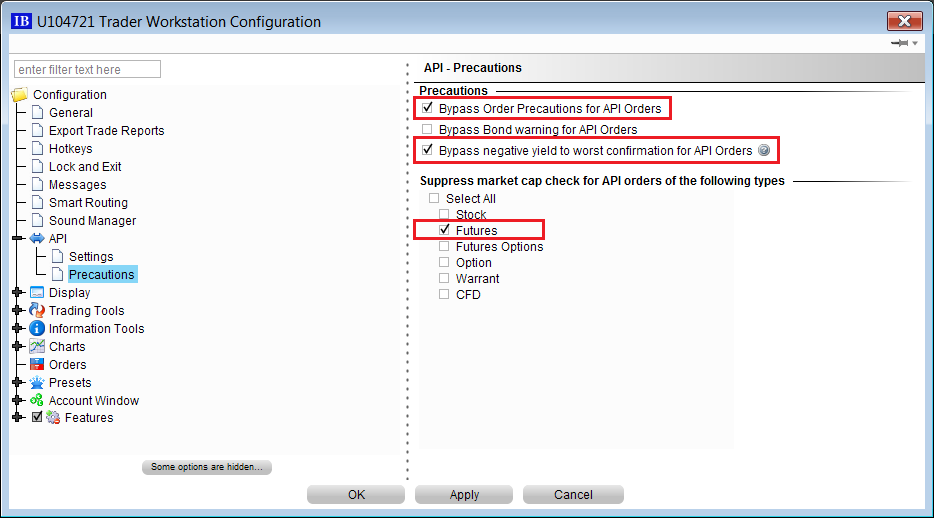 IB U104721 Trader Workstation Configuration
enter filter text here
Configuration
General
Export Trade Reports
Hotkeys
Lock and Exit
Messages
Smart Routing
Sound Manager
API
Settings
Precautions
Display
Trading Tools
Information Tools
Charts
Orders
Presets
Account Window
Features
Some options are hidden...
API - Precautions
Precautions
Bypass Order Precautions for API Orders
Bypass Bond warning for API Orders
Bypass negative yield to worst confirmation for API Orders
Suppress market cap check for API orders of the following types
Select All
Stock
Futures
Futures Options
Option
Warrant
CFD
OK Apply Cancel